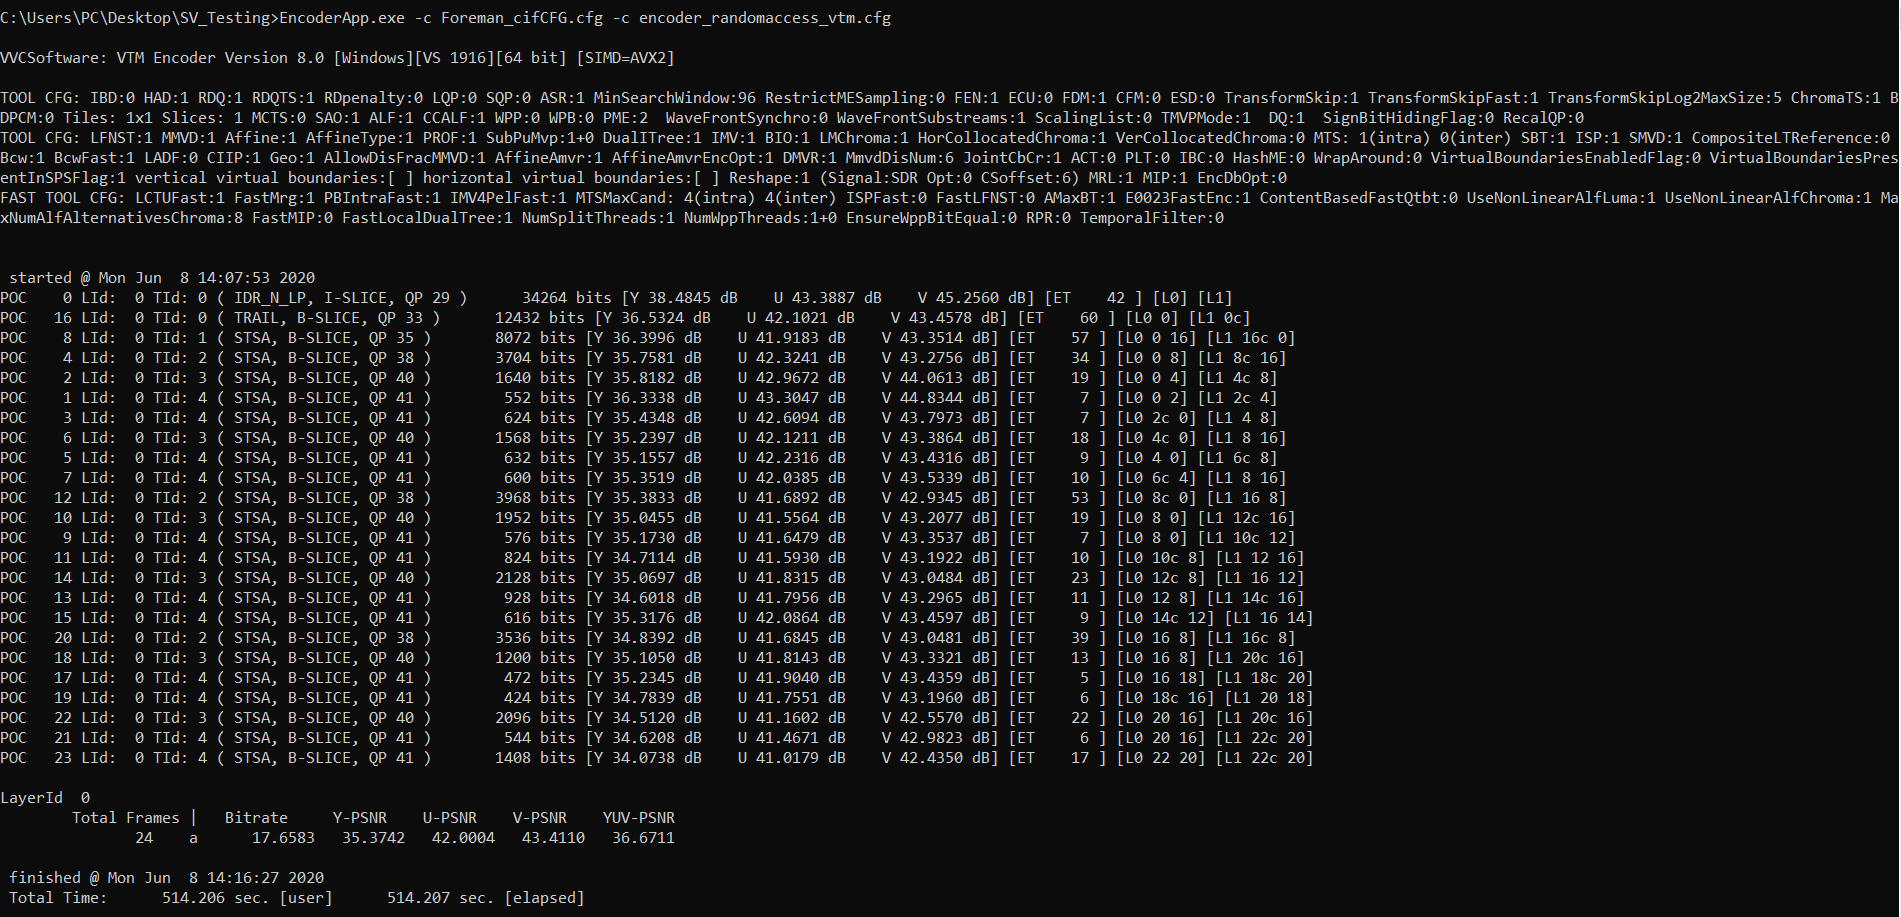 C:\Users\PC\Desktop\SV_Testing>EncoderApp.exe -c Foreman_cifCFG.cfg -c encoder_randomaccess_vtm.cfg
VVCSoftware: VTM Encoder Version 8.0 [Windows][VS 1916][64 bit] [SIMD=AVX2]
TOOL CFG: IBD:0 HAD:1 RDQ:1 RDQTS:1 RDpenalty:0 LQP:0 SQP:0 ASR:1 MinSearchWindow:96 RestrictMESampling:0 FEN:1 ECU:0 FDM:1 CFM:0 ESD:0 TransformSkip:1 TransformSkipFast:1 TransformSkipLog2MaxSize:5 ChromaTS:1 B
DPCM:0 Tiles: 1x1 Slices: 1 MCTS:0 SAO:1 ALF:1 CCALF:1 WPP:0 WPB:0 PME:2  WaveFrontSynchro:0 WaveFrontSubstreams:1 ScalingList:0 TMVPMode:1  DQ:1  SignBitHidingFlag:0 RecalQP:0
TOOL CFG: LFNST:1 MMVD:1 Affine:1 AffineType:1 PROF:1 SubPuMvp:1+0 DualITree:1 IMV:1 BIO:1 LMChroma:1 HorCollocatedChroma:1 VerCollocatedChroma:0 MTS: 1(intra) 0(inter) SBT:1 ISP:1 SMVD:1 CompositeLTReference:0
Bcw:1 BcwFast:1 LADF:0 CIIP:1 Geo:1 AllowDisFracMMVD:1 AffineAmvr:1 AffineAmvrEncOpt:1 DMVR:1 MmvdDisNum:6 JointCbCr:1 ACT:0 PLT:0 IBC:0 HashME:0 WrapAround:0 VirtualBoundariesEnabledFlag:0 VirtualBoundariesPres
entInSPSFlag:1 vertical virtual boundaries:[ ] horizontal virtual boundaries:[ ] Reshape:1 (Signal:SDR Opt:0 CSoffset:6) MRL:1 MIP:1 EncDbOpt:0
FAST TOOL CFG: LCTUFast:1 FastMrg:1 PBIntraFast:1 IMV4PelFast:1 MTSMaxCand: 4(intra) 4(inter) ISPFast:0 FastLFNST:0 AMaxBT:1 E0023FastEnc:1 ContentBasedFastQtbt:0 UseNonLinearAlfLuma:1 UseNonLinearAlfChroma:1 Ma
xNumAlfAlternativesChroma:8 FastMIP:0 FastLocalDualTree:1 NumSplitThreads:1 NumWppThreads:1+0 EnsureWppBitEqual:0 RPR:0 TemporalFilter:0
started @ Mon Jun  8 14:07:53 2020
POC    0 LId:  0 TId: 0 ( IDR_N_LP, I-SLICE, QP 29 )      34264 bits [Y 38.4845 dB    U 43.3887 dB    V 45.2560 dB] [ET    42 ] [L0] [L1]
POC   16 LId:  0 TId: 0 ( TRAIL, B-SLICE, QP 33 )      12432 bits [Y 36.5324 dB    U 42.1021 dB    V 43.4578 dB] [ET    60 ] [L0 0] [L1 0c]
POC    8 LId:  0 TId: 1 ( STSA, B-SLICE, QP 35 )       8072 bits [Y 36.3996 dB    U 41.9183 dB    V 43.3514 dB] [ET    57 ] [L0 0 16] [L1 16c 0]
POC    4 LId:  0 TId: 2 ( STSA, B-SLICE, QP 38 )       3704 bits [Y 35.7581 dB    U 42.3241 dB    V 43.2756 dB] [ET    34 ] [L0 0 8] [L1 8c 16]
POC    2 LId:  0 TId: 3 ( STSA, B-SLICE, QP 40 )       1640 bits [Y 35.8182 dB    U 42.9672 dB    V 44.0613 dB] [ET    19 ] [L0 0 4] [L1 4c 8]
POC    1 LId:  0 TId: 4 ( STSA, B-SLICE, QP 41 )        552 bits [Y 36.3338 dB    U 43.3047 dB    V 44.8344 dB] [ET     7 ] [L0 0 2] [L1 2c 4]
POC    3 LId:  0 TId: 4 ( STSA, B-SLICE, QP 41 )        624 bits [Y 35.4348 dB    U 42.6094 dB    V 43.7973 dB] [ET     7 ] [L0 2c 0] [L1 4 8]
POC    6 LId:  0 TId: 3 ( STSA, B-SLICE, QP 40 )       1568 bits [Y 35.2397 dB    U 42.1211 dB    V 43.3864 dB] [ET    18 ] [L0 4c 0] [L1 8 16]
POC    5 LId:  0 TId: 4 ( STSA, B-SLICE, QP 41 )        632 bits [Y 35.1557 dB    U 42.2316 dB    V 43.4316 dB] [ET     9 ] [L0 4 0] [L1 6c 8]
POC    7 LId:  0 TId: 4 ( STSA, B-SLICE, QP 41 )        600 bits [Y 35.3519 dB    U 42.0385 dB    V 43.5339 dB] [ET    10 ] [L0 6c 4] [L1 8 16]
POC   12 LId:  0 TId: 2 ( STSA, B-SLICE, QP 38 )       3968 bits [Y 35.3833 dB    U 41.6892 dB    V 42.9345 dB] [ET    53 ] [L0 8c 0] [L1 16 8]
POC   10 LId:  0 TId: 3 ( STSA, B-SLICE, QP 40 )       1952 bits [Y 35.0455 dB    U 41.5564 dB    V 43.2077 dB] [ET    19 ] [L0 8 0] [L1 12c 16]
POC    9 LId:  0 TId: 4 ( STSA, B-SLICE, QP 41 )        576 bits [Y 35.1730 dB    U 41.6479 dB    V 43.3537 dB] [ET     7 ] [L0 8 0] [L1 10c 12]
POC   11 LId:  0 TId: 4 ( STSA, B-SLICE, QP 41 )        824 bits [Y 34.7114 dB    U 41.5930 dB    V 43.1922 dB] [ET    10 ] [L0 10c 8] [L1 12 16]
POC   14 LId:  0 TId: 3 ( STSA, B-SLICE, QP 40 )       2128 bits [Y 35.0697 dB    U 41.8315 dB    V 43.0484 dB] [ET    23 ] [L0 12c 8] [L1 16 12]
POC   13 LId:  0 TId: 4 ( STSA, B-SLICE, QP 41 )        928 bits [Y 34.6018 dB    U 41.7956 dB    V 43.2965 dB] [ET    11 ] [L0 12 8] [L1 14c 16]
POC   15 LId:  0 TId: 4 ( STSA, B-SLICE, QP 41 )        616 bits [Y 35.3176 dB    U 42.0864 dB    V 43.4597 dB] [ET     9 ] [L0 14c 12] [L1 16 14]
POC   20 LId:  0 TId: 2 ( STSA, B-SLICE, QP 38 )       3536 bits [Y 34.8392 dB    U 41.6845 dB    V 43.0481 dB] [ET    39 ] [L0 16 8] [L1 16c 8]
POC   18 LId:  0 TId: 3 ( STSA, B-SLICE, QP 40 )       1200 bits [Y 35.1050 dB    U 41.8143 dB    V 43.3321 dB] [ET    13 ] [L0 16 8] [L1 20c 16]
POC   17 LId:  0 TId: 4 ( STSA, B-SLICE, QP 41 )        472 bits [Y 35.2345 dB    U 41.9040 dB    V 43.4359 dB] [ET     5 ] [L0 16 18] [L1 18c 20]
POC   19 LId:  0 TId: 4 ( STSA, B-SLICE, QP 41 )        424 bits [Y 34.7839 dB    U 41.7551 dB    V 43.1960 dB] [ET     6 ] [L0 18c 16] [L1 20 18]
POC   22 LId:  0 TId: 3 ( STSA, B-SLICE, QP 40 )       2096 bits [Y 34.5120 dB    U 41.1602 dB    V 42.5570 dB] [ET    22 ] [L0 20 16] [L1 20c 16]
POC   21 LId:  0 TId: 4 ( STSA, B-SLICE, QP 41 )        544 bits [Y 34.6208 dB    U 41.4671 dB    V 42.9823 dB] [ET     6 ] [L0 20 16] [L1 22c 20]
POC   23 LId:  0 TId: 4 ( STSA, B-SLICE, QP 41 )       1408 bits [Y 34.0738 dB    U 41.0179 dB    V 42.4350 dB] [ET    17 ] [L0 22 20] [L1 22c 20]
LayerId  0
Total Frames |   Bitrate     Y-PSNR    U-PSNR    V-PSNR    YUV-PSNR
24    a      17.6583   35.3742   42.0004   43.4110   36.6711
finished @ Mon Jun  8 14:16:27 2020
Total Time:      514.206 sec. [user]      514.207 sec. [elapsed]